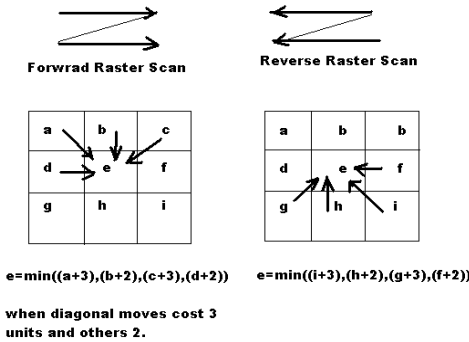 Forwrad Raster Scan
Reverse Raster Scan
a b c
d e f
g h i
a b b
d e f
g h i
e=min((a+3),(b+2),(c+3),(d+2))
e=min((i+3),(h+2),(g+3),(f+2))
when diagonal moves cost 3
units and others 2.